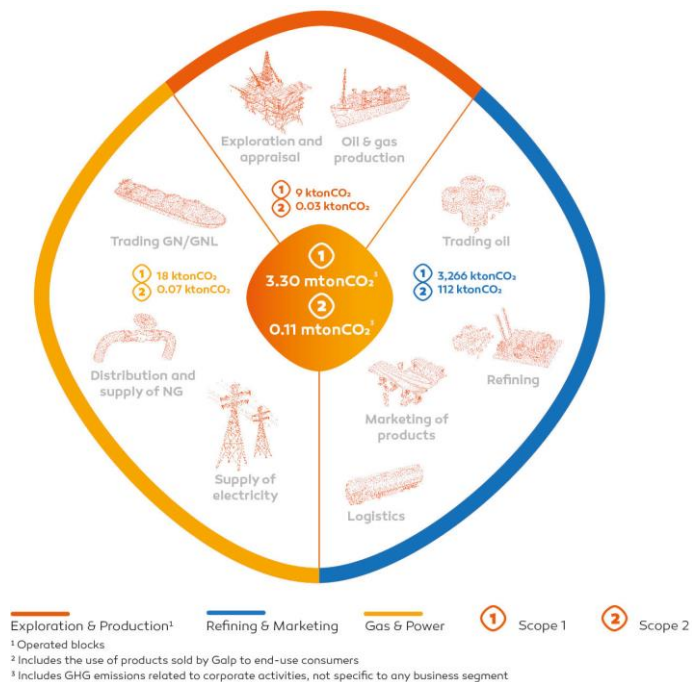 Exploration and
appraisal
Oil & gas
production
1 9 ktonCO₂
2 0.03 ktonCO₂
Trading GN/GNL
1 18 ktonCO₂
2 0.07 ktonCO₂
1
3.30 mtonCO₂³
2
0.11 mtonCO₂³
Trading oil
1 3,266 ktonCO₂
2 112 ktonCO₂
Distribution and
supply of NG
Refining
Marketing of
products
Supply of
electricity
Logistics
Exploration & Production¹
Refining & Marketing
Gas & Power
1 Scope 1
2 Scope 2
¹ Operated blocks
² Includes the use of products sold by Galp to end-use consumers
³ Includes GHG emissions related to corporate activities, not specific to any business segment